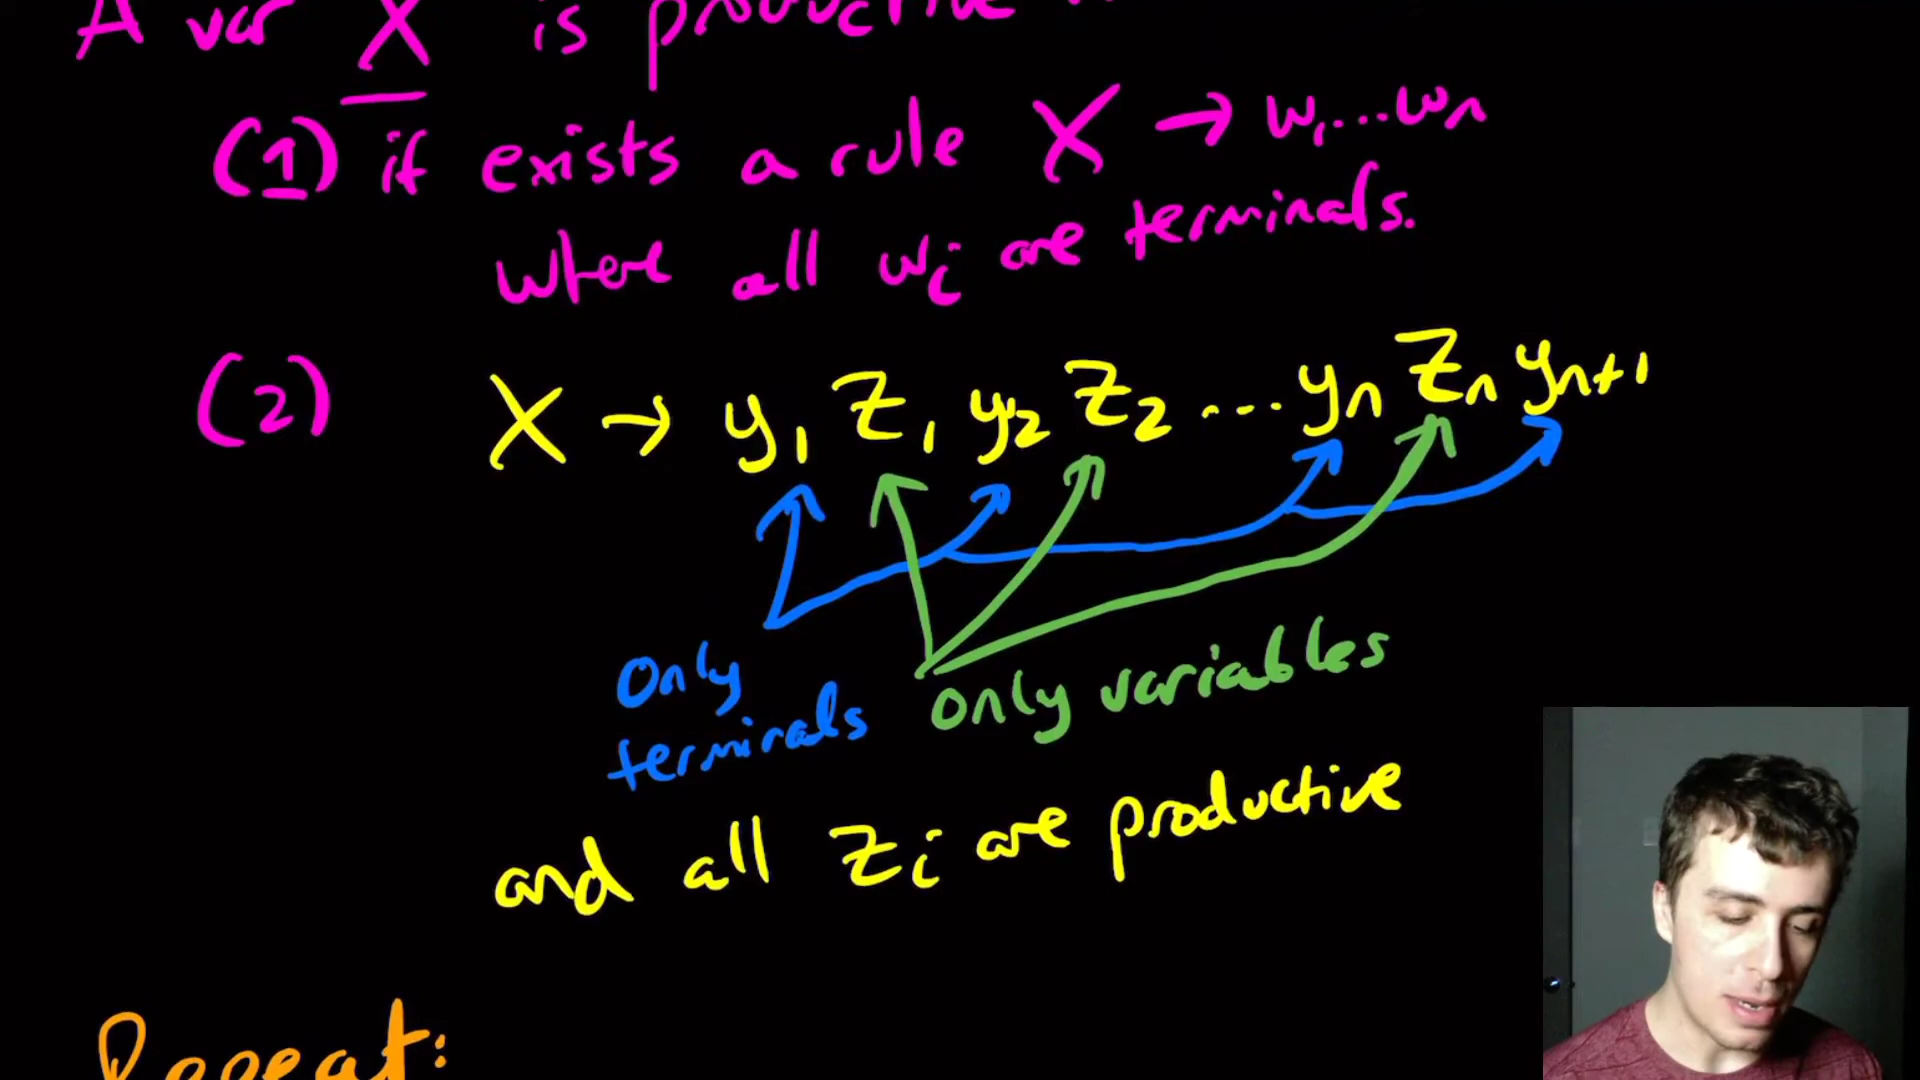 A var X is productive
(1) if exists a rule X → w₁...wₙ
where all wᵢ are terminals.
(2) X → y₁ Z₁ y₂ Z₂ ... yₙ Zₙ yₙ₊₁
Only terminals
only variables
and all Zᵢ are productive
Repeat: